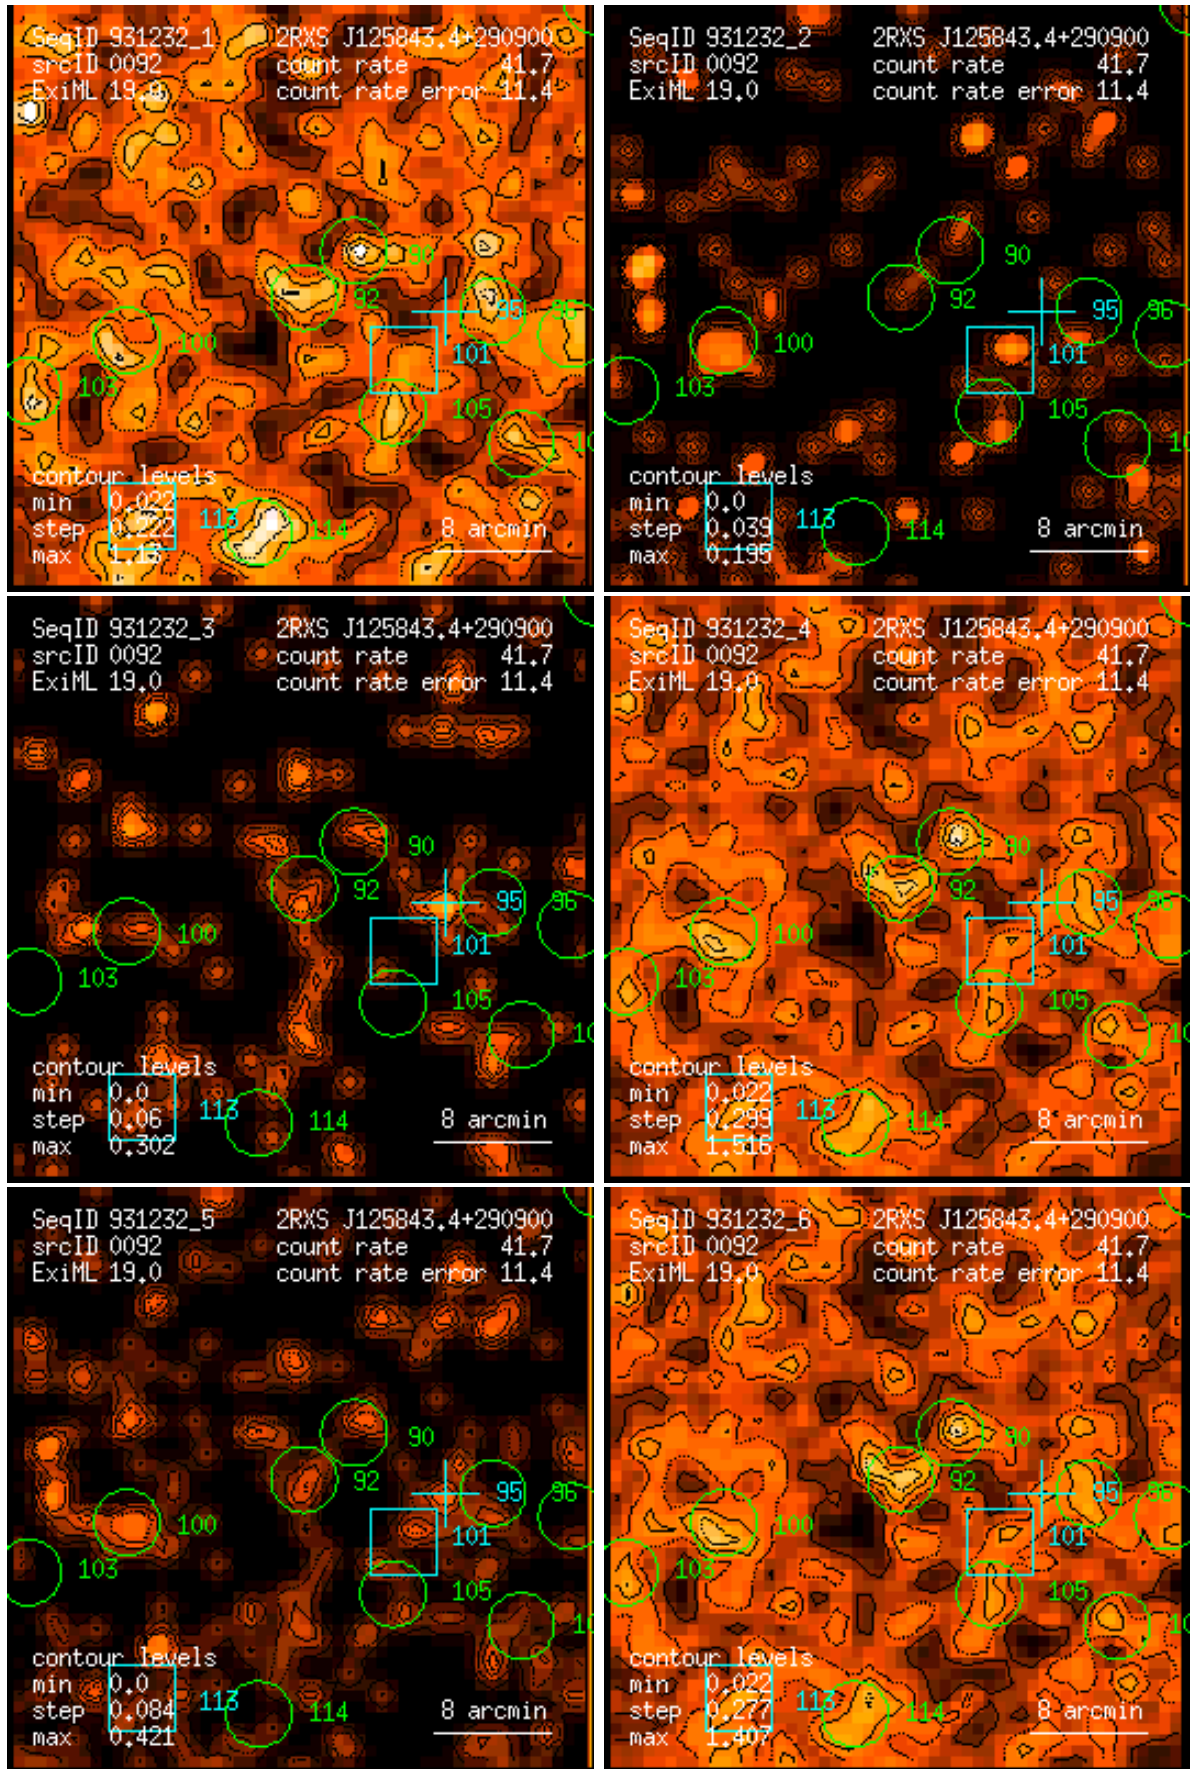 SeqID 931232_1 2RXS J125843.4+290900
srcID 0092 count rate 41.7
ExiML 19.0 count rate error 11.4
90
92
95 96
100
101
103
105
contour levels
min 0.022
step 0.222 113 114 8 arcmin
max 1.13
SeqID 931232_2 2RXS J125843.4+290900
srcID 0092 count rate 41.7
ExiML 19.0 count rate error 11.4
90
92
95 96
100
101
103
105
contour levels
min 0.0
step 0.039 113 114 8 arcmin
max 0.195
SeqID 931232_3 2RXS J125843.4+290900
srcID 0092 count rate 41.7
ExiML 19.0 count rate error 11.4
90
92
95 96
100
101
103
105
contour levels
min 0.0
step 0.06 113 114 8 arcmin
max 0.302
SeqID 931232_4 2RXS J125843.4+290900
srcID 0092 count rate 41.7
ExiML 19.0 count rate error 11.4
90
92
95 96
100
101
103
105
contour levels
min 0.022
step 0.299 113 114 8 arcmin
max 1.516
SeqID 931232_5 2RXS J125843.4+290900
srcID 0092 count rate 41.7
ExiML 19.0 count rate error 11.4
90
92
95 96
100
101
103
105
contour levels
min 0.0
step 0.084 113 114 8 arcmin
max 0.421
SeqID 931232_6 2RXS J125843.4+290900
srcID 0092 count rate 41.7
ExiML 19.0 count rate error 11.4
90
92
95 96
100
101
103
105
contour levels
min 0.022
step 0.277 113 114 8 arcmin
max 1.407